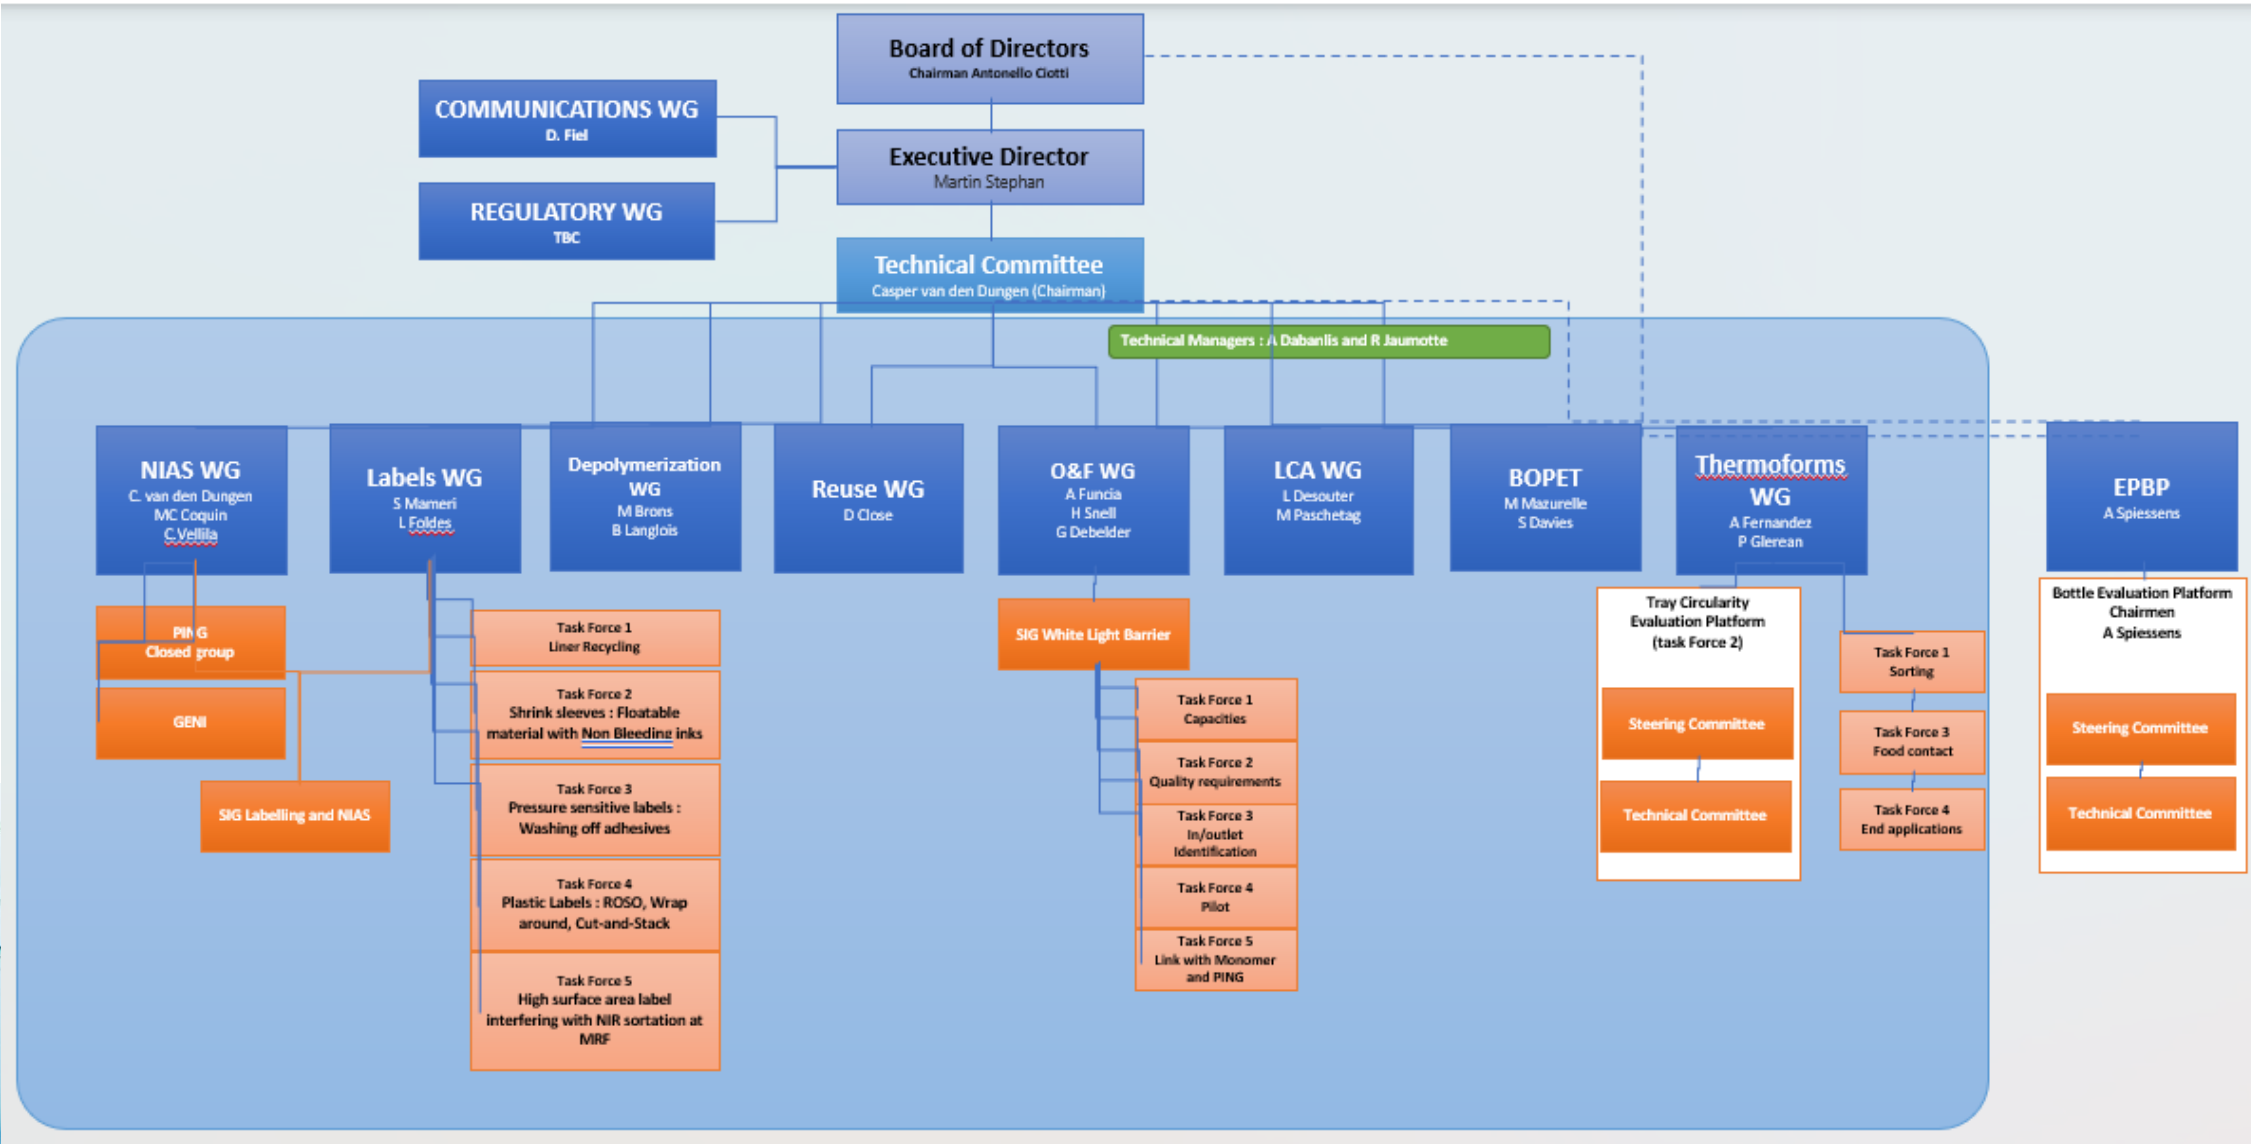 Board of Directors
Chairman Antonello Ciotti
COMMUNICATIONS WG
D. Fiel
Executive Director
Martin Stephan
REGULATORY WG
TBC
Technical Committee
Casper van den Dungen (Chairman)
Technical Managers : A Dabanlis and R Jaumotte
NIAS WG
C. van den Dungen
MC Coquin
C.Vellila
Labels WG
S Mameri
L Foldes
Depolymerization
WG
M Brons
B Langlois
Reuse WG
D Close
O&F WG
A Funcia
H Snell
G Debelder
LCA WG
L Desouter
M Paschetag
BOPET
M Mazurelle
S Davies
Thermoforms
WG
A Fernandez
P Glerean
EPBP
A Spiessens
PING
Closed group
GENI
SIG Labelling and NIAS
Task Force 1
Liner Recycling
Task Force 2
Shrink sleeves : Floatable
material with Non Bleeding inks
Task Force 3
Pressure sensitive labels :
Washing off adhesives
Task Force 4
Plastic Labels : ROSO, Wrap
around, Cut-and-Stack
Task Force 5
High surface area label
interfering with NIR sortation at
MRF
SIG White Light Barrier
Task Force 1
Capacities
Task Force 2
Quality requirements
Task Force 3
In/outlet
Identification
Task Force 4
Pilot
Task Force 5
Link with Monomer
and PING
Tray Circularity
Evaluation Platform
(task Force 2)
Steering Committee
Technical Committee
Task Force 1
Sorting
Task Force 3
Food contact
Task Force 4
End applications
Bottle Evaluation Platform
Chairmen
A Spiessens
Steering Committee
Technical Committee